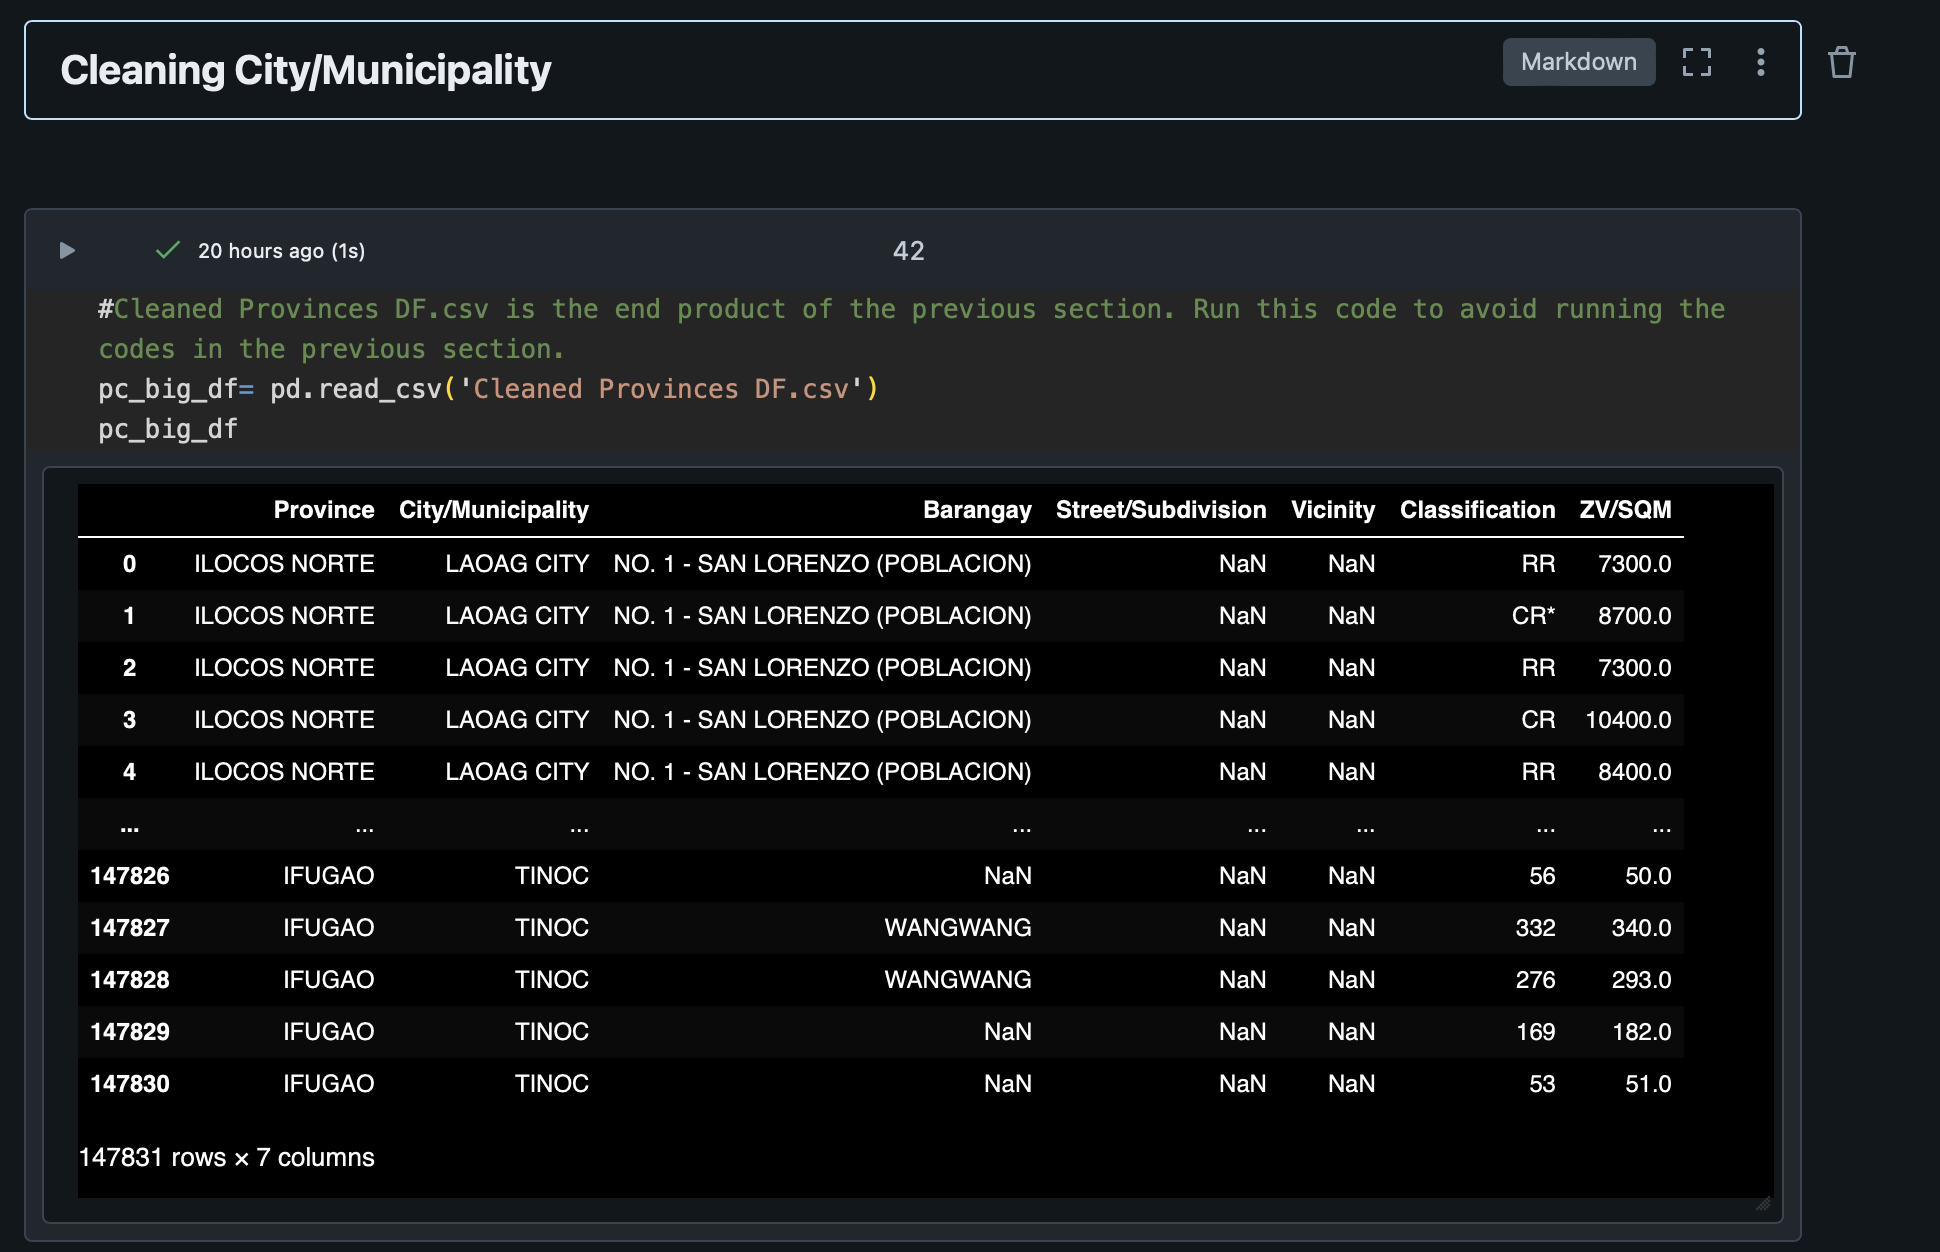 Cleaning City/Municipality
Markdown
20 hours ago (1s)
42
#Cleaned Provinces DF.csv is the end product of the previous section. Run this code to avoid running the
codes in the previous section.
pc_big_df= pd.read_csv('Cleaned Provinces DF.csv')
pc_big_df
Province City/Municipality Barangay Street/Subdivision Vicinity Classification ZV/SQM
0 ILOCOS NORTE LAOAG CITY NO. 1 - SAN LORENZO (POBLACION) NaN NaN RR 7300.0
1 ILOCOS NORTE LAOAG CITY NO. 1 - SAN LORENZO (POBLACION) NaN NaN CR* 8700.0
2 ILOCOS NORTE LAOAG CITY NO. 1 - SAN LORENZO (POBLACION) NaN NaN RR 7300.0
3 ILOCOS NORTE LAOAG CITY NO. 1 - SAN LORENZO (POBLACION) NaN NaN CR 10400.0
4 ILOCOS NORTE LAOAG CITY NO. 1 - SAN LORENZO (POBLACION) NaN NaN RR 8400.0
... ... ... ... ... ... ... ...
147826 IFUGAO TINOC NaN NaN NaN 56 50.0
147827 IFUGAO TINOC WANGWANG NaN NaN 332 340.0
147828 IFUGAO TINOC WANGWANG NaN NaN 276 293.0
147829 IFUGAO TINOC NaN NaN NaN 169 182.0
147830 IFUGAO TINOC NaN NaN NaN 53 51.0
147831 rows × 7 columns